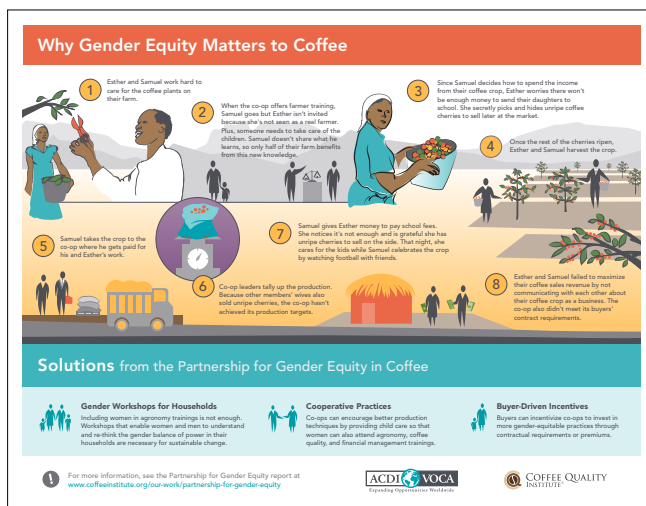 Why Gender Equity Matters to Coffee
1
Esther and Samuel work hard to
care for the coffee plants on
their farm.
2
When the co-op offers farmer training,
Samuel goes but Esther isn't invited
because she's not seen as a real farmer.
Plus, someone needs to take care of the
children. Samuel doesn't share what he
learns, so only half of their farm benefits
from this new knowledge.
3
Since Samuel decides how to spend the income
from their coffee crop, Esther worries there won't
be enough money to send their daughters to
school. She secretly picks and hides unripe coffee
cherries to sell later at the market.
4
Once the rest of the cherries ripen,
Esther and Samuel harvest the crop.
5
Samuel takes the crop to the
co-op where he gets paid for
his and Esther's work.
6
Co-op leaders tally up the production.
Because other members' wives also
sold unripe cherries, the co-op hasn't
achieved its production targets.
7
Samuel gives Esther money to pay school fees.
She notices it's not enough and is grateful she has
unripe cherries to sell on the side. That night, she
cares for the kids while Samuel celebrates the crop
by watching football with friends.
8
Esther and Samuel failed to maximize
their coffee sales revenue by not
communicating with each other about
their coffee crop as a business. The
co-op also didn't meet its buyers'
contract requirements.
Solutions from the Partnership for Gender Equity in Coffee
Gender Workshops for Households
Including women in agronomy trainings is not enough.
Workshops that enable women and men to understand
and re-think the gender balance of power in their
households are necessary for sustainable change.
Cooperative Practices
Co-ops can encourage better production
techniques by providing child care so that
women can also attend agronomy, coffee
quality, and financial management trainings.
Buyer-Driven Incentives
Buyers can incentivize co-ops to invest in
more gender-equitable practices through
contractual requirements or premiums.
! For more information, see the Partnership for Gender Equity report at
www.coffeeinstitute.org/our-work/partnership-for-gender-equity
ACDI VOCA
Expanding Opportunities Worldwide
COFFEE QUALITY
INSTITUTE®